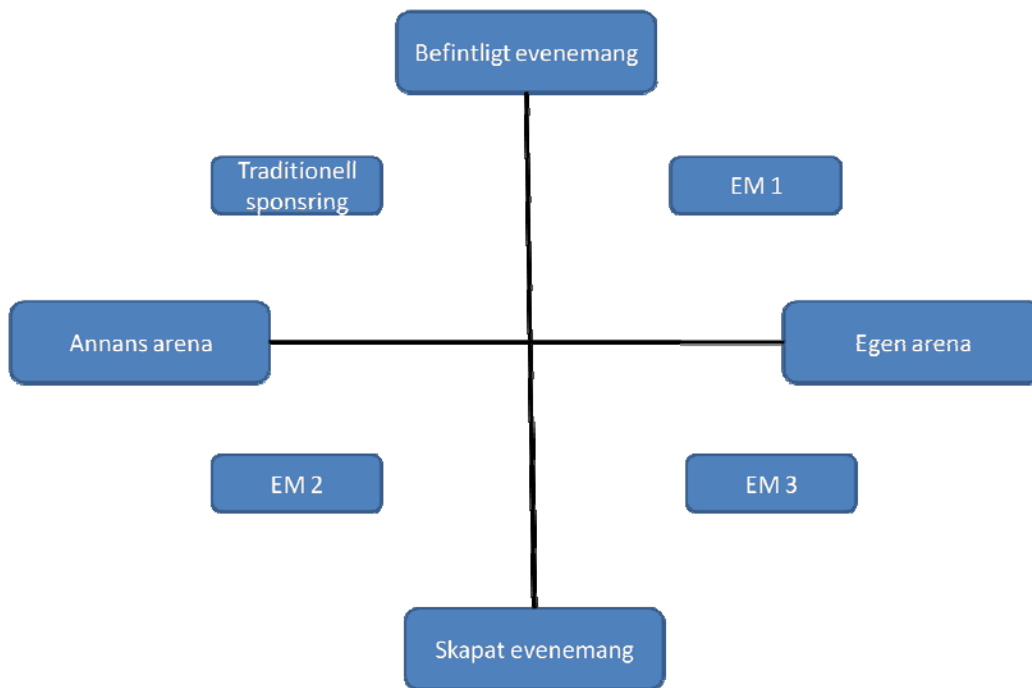 Befintligt evenemang
Traditionell
sponsring
EM 1
Annans arena
Egen arena
EM 2
EM 3
Skapat evenemang